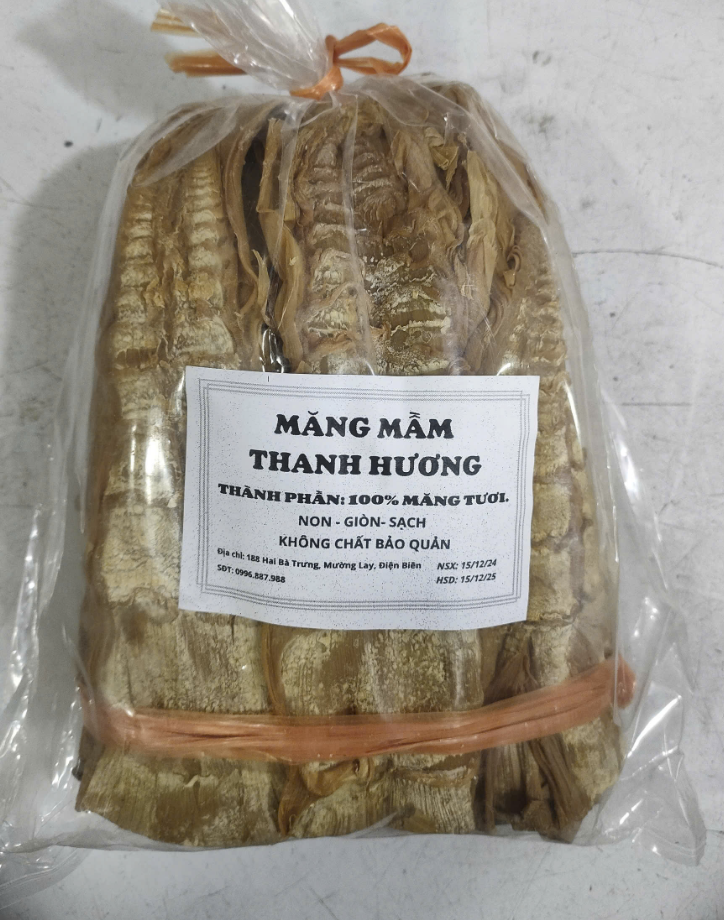 MĂNG MẦM
THANH HƯƠNG
THÀNH PHẦN: 100% MĂNG TƯƠI.
NON - GIÒN- SẠCH
KHÔNG CHẤT BẢO QUẢN
Địa chỉ: 188 Hai Bà Trưng, Mường Lay, Điện Biên
NSX: 15/12/24
SDT: 0996.887.988
HSD: 15/12/25